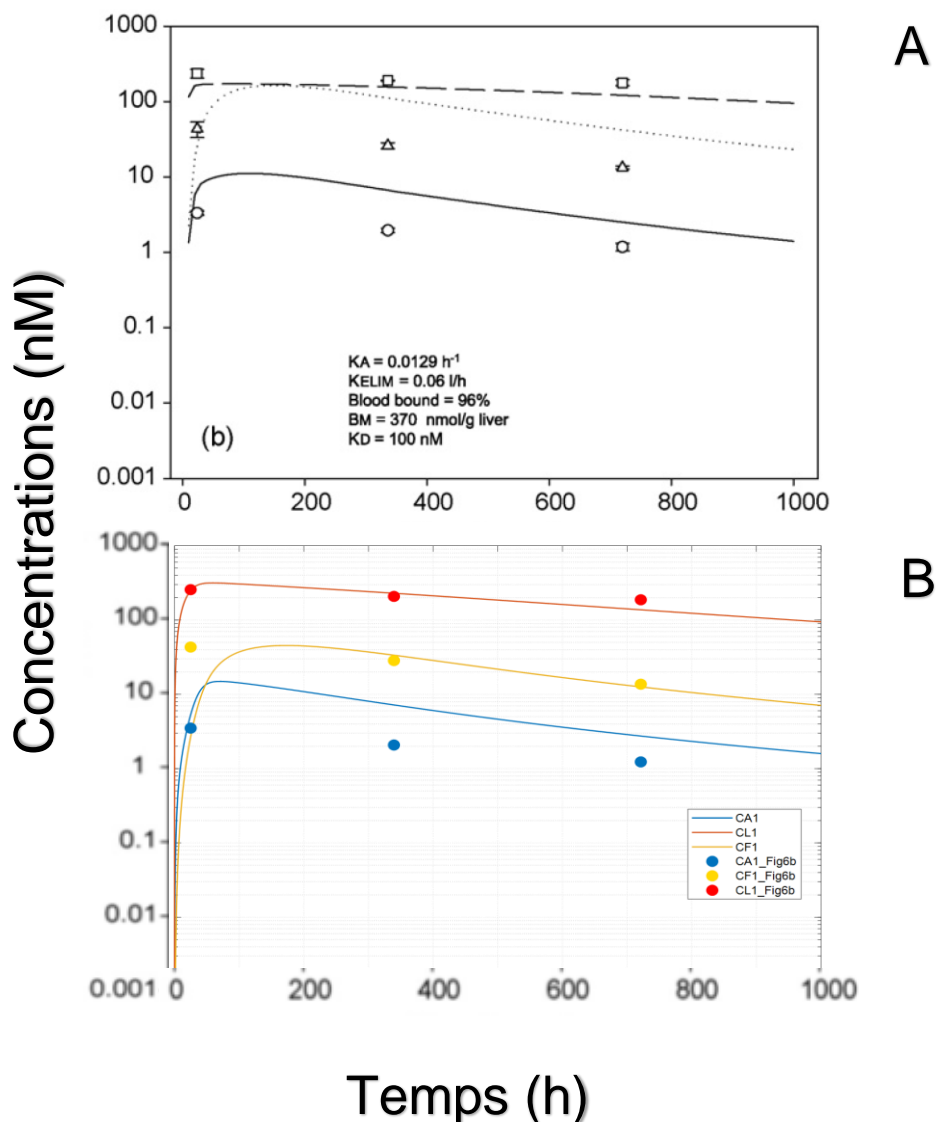 A
1000
100
10
1
0.1
0.01
0.001
KA = 0.0129 h-1
KELIM = 0.06 l/h
Blood bound = 96%
BM = 370 nmol/g liver
KD = 100 nM
(b)
0 200 400 600 800 1000
Concentrations (nM)
B
1000
100
10
1
0.1
0.01
0.001
CA1
CL1
CF1
CA1_Fig6b
CF1_Fig6b
CL1_Fig6b
0 200 400 600 800 1000
Temps (h)